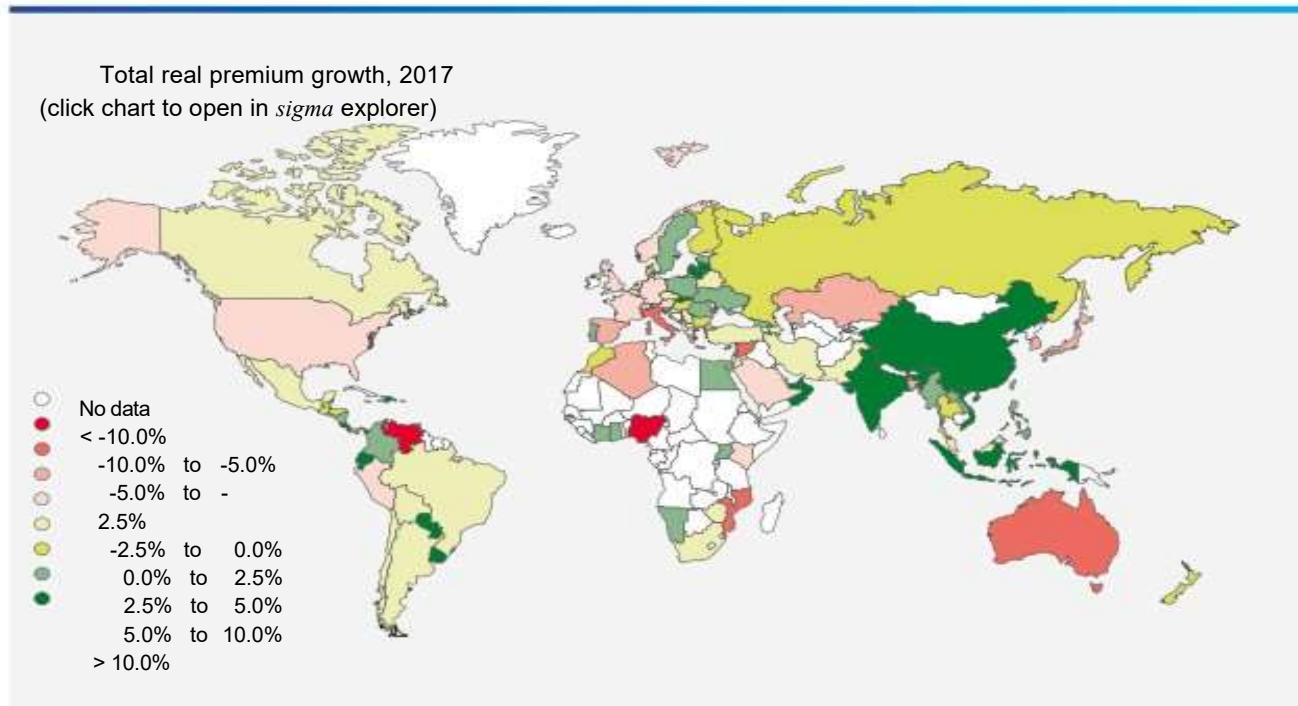 Total real premium growth, 2017
(click chart to open in sigma explorer)
No data
< -10.0%
-10.0% to -5.0%
-5.0% to -
2.5%
-2.5% to 0.0%
0.0% to 2.5%
2.5% to 5.0%
5.0% to 10.0%
> 10.0%